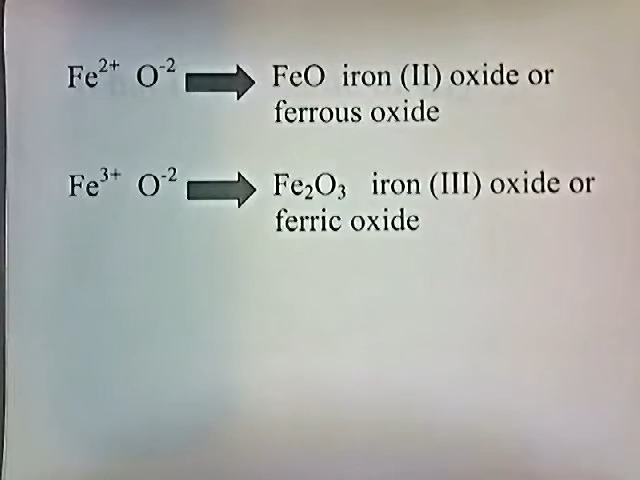 Fe²⁺ O⁻² FeO iron (II) oxide or
ferrous oxide
Fe³⁺ O⁻² Fe₂O₃ iron (III) oxide or
ferric oxide